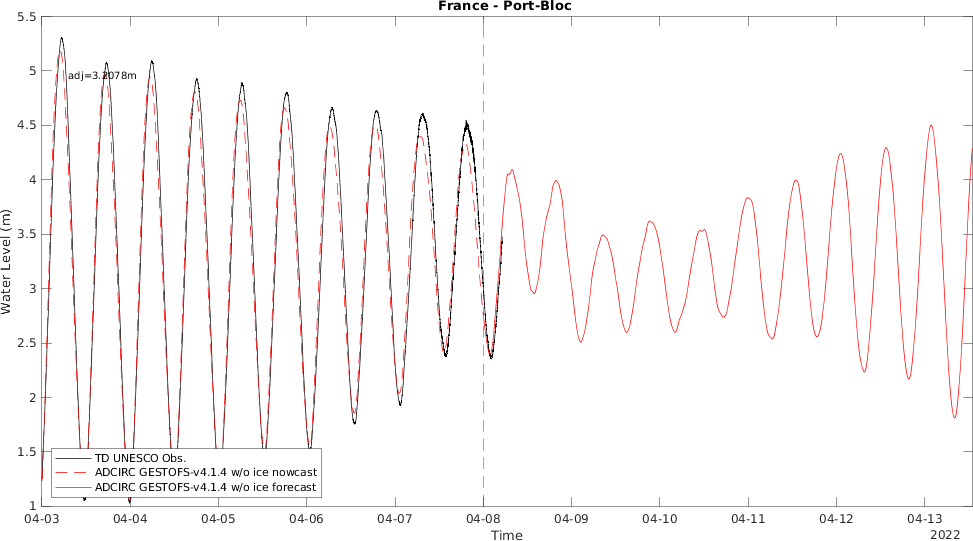 France - Port-Bloc
5.5
5
4.5
4
3.5
3
2.5
2
1.5
1
Water Level (m)
adj=3.2078m
TD UNESCO Obs.
ADCIRC GESTOFS-v4.1.4 w/o ice nowcast
ADCIRC GESTOFS-v4.1.4 w/o ice forecast
04-03 04-04 04-05 04-06 04-07 04-08 04-09 04-10 04-11 04-12 04-13
Time
2022